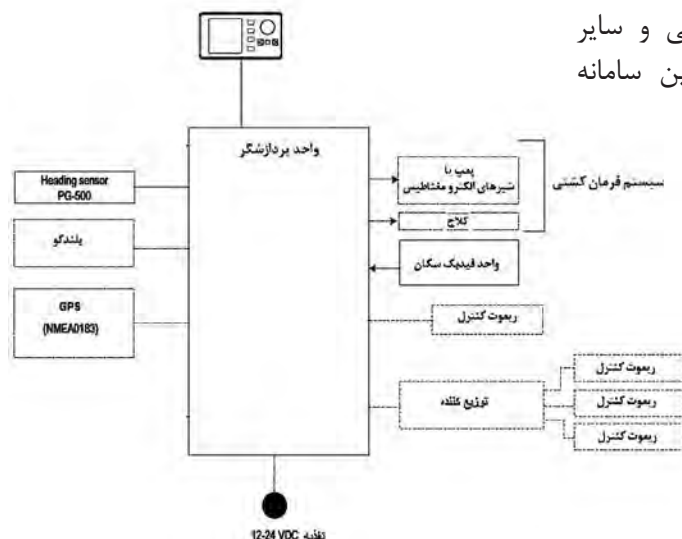 ی و سایر
ین سامانه
واحد پردازشگر
Heading sensor
PG-500
بلندگو
GPS
(NMEA0183)
پمپ یا
شیرهای الکترو مغناطیس
کلاچ
سیستم فرمان کشتی
واحد فیدبک سکان
ریموت کنترل
توزیع کننده
ریموت کنترل
ریموت کنترل
ریموت کنترل
تغذیه 12-24 VDC